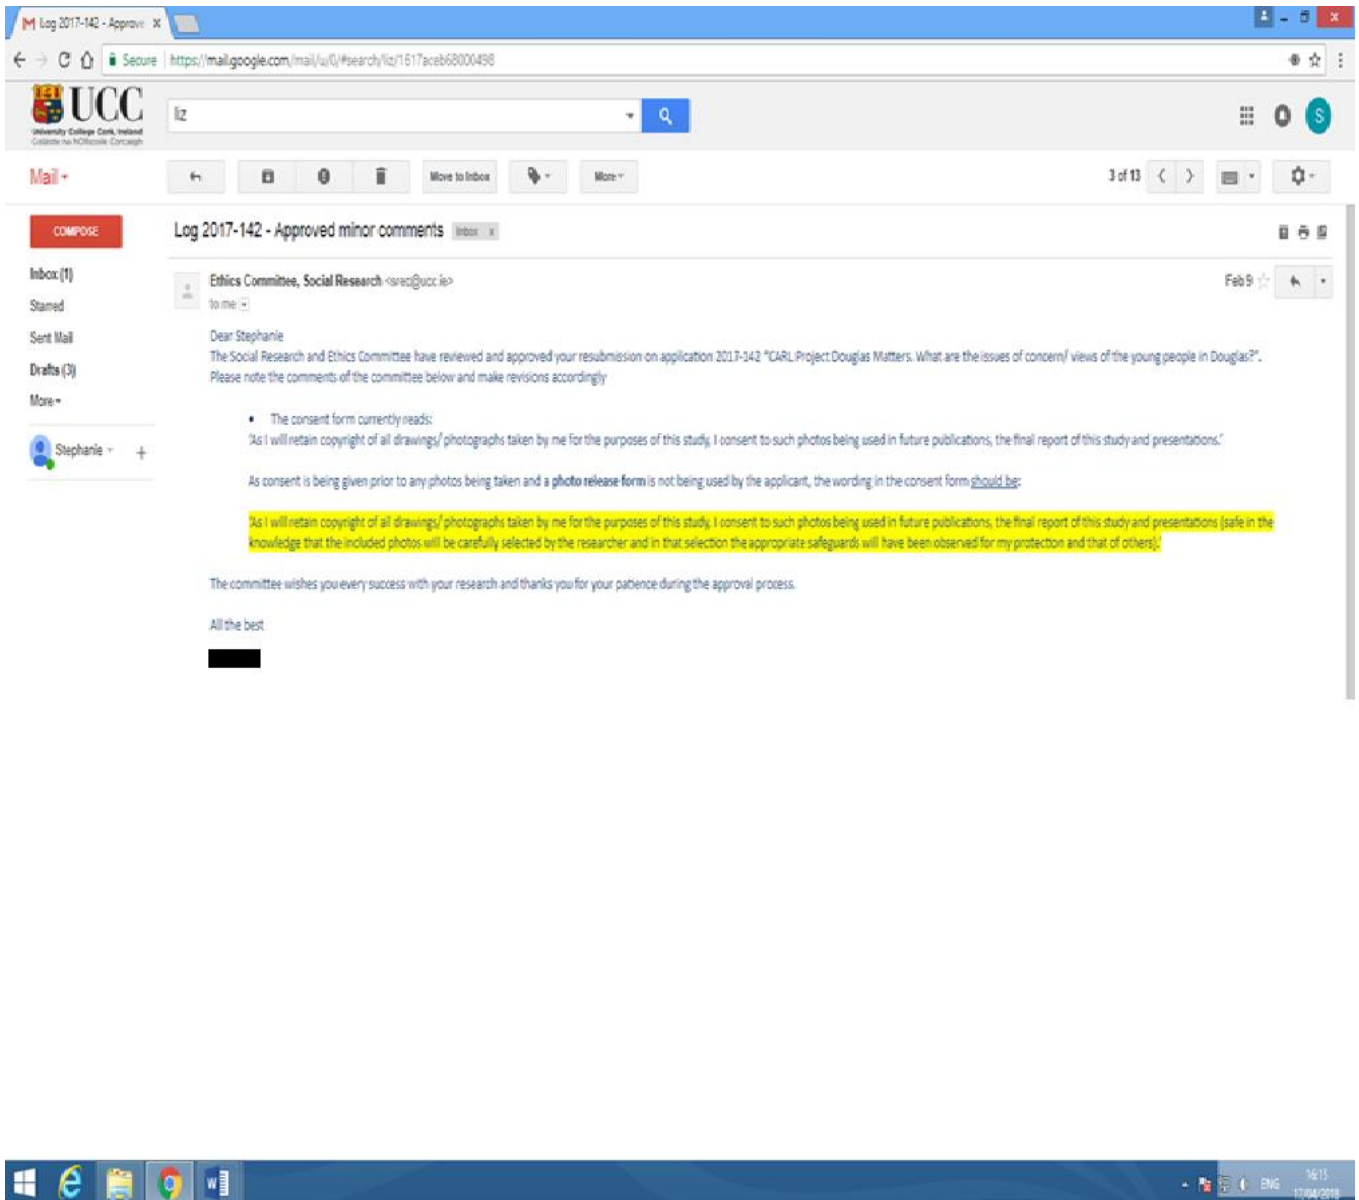 Log 2017-142 - Approve
Secure https://mail.google.com/mail/u/0/#search/liz/1617aceb68000498
UCC
University College Cork, Ireland
Coláiste na hOllscoile Corcaigh
liz
S
Mail
Move to Inbox
More
3 of 13
COMPOSE
Log 2017-142 - Approved minor comments Inbox x
Inbox (1)
Starred
Sent Mail
Drafts (3)
More
Stephanie
Ethics Committee, Social Research <srec@ucc.ie>
Feb 9
to me
Dear Stephanie
The Social Research and Ethics Committee have reviewed and approved your resubmission on application 2017-142 "CARL Project Douglas Matters. What are the issues of concern/ views of the young people in Douglas?".
Please note the comments of the committee below and make revisions accordingly
• The consent form currently reads:
'As I will retain copyright of all drawings/ photographs taken by me for the purposes of this study, I consent to such photos being used in future publications, the final report of this study and presentations.'
As consent is being given prior to any photos being taken and a photo release form is not being used by the applicant, the wording in the consent form should be:
'As I will retain copyright of all drawings/ photographs taken by me for the purposes of this study, I consent to such photos being used in future publications, the final report of this study and presentations (safe in the
knowledge that the included photos will be carefully selected by the researcher and in that selection the appropriate safeguards will have been observed for my protection and that of others).'
The committee wishes you every success with your research and thanks you for your patience during the approval process.
All the best
ENG
16:15
17/04/2018